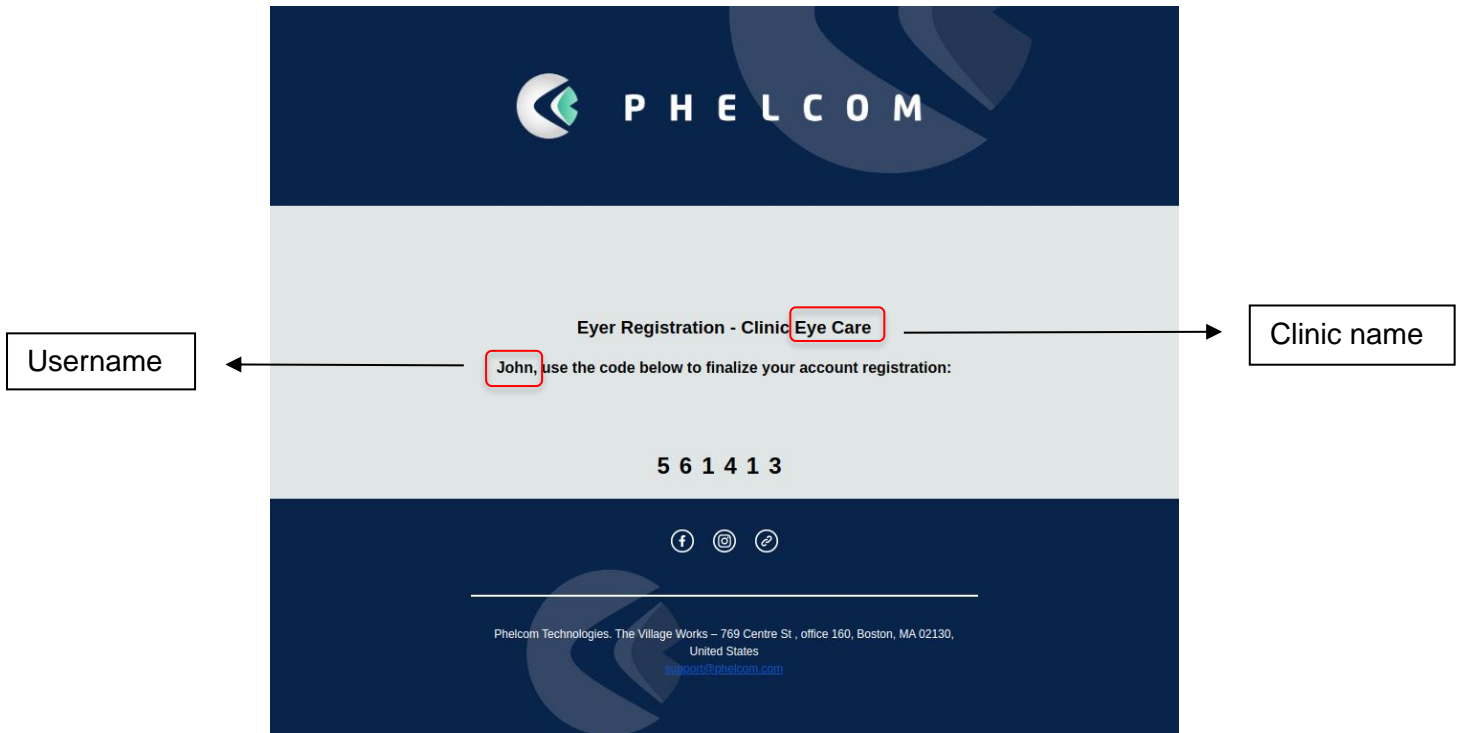 PHELCOM
Eyer Registration - Clinic Eye Care
Clinic name
Username
John, use the code below to finalize your account registration:
5 6 1 4 1 3
Phelcom Technologies. The Village Works – 769 Centre St , office 160, Boston, MA 02130,
United States
support@phelcom.com